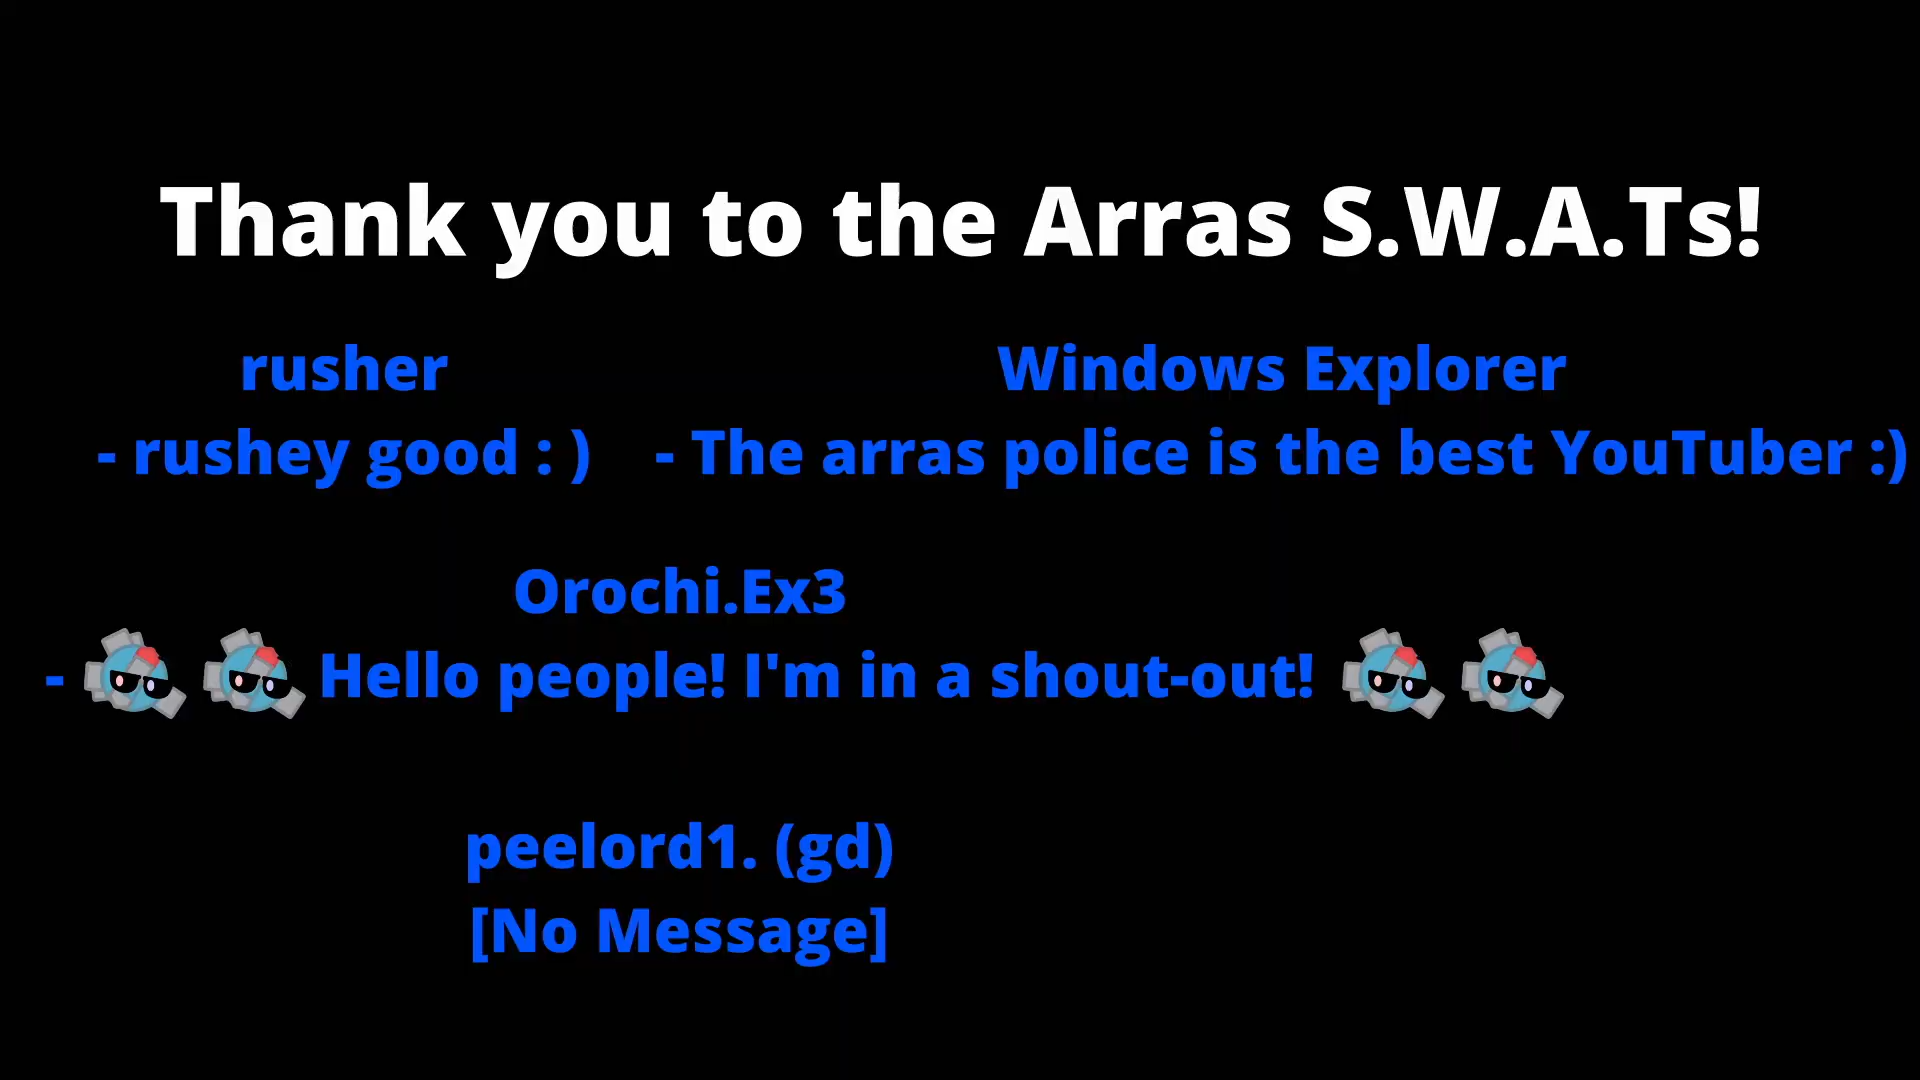 Thank you to the Arras S.W.A.Ts!
rusher
- rushey good : )
Windows Explorer
- The arras police is the best YouTuber :)
Orochi.Ex3
- Hello people! I'm in a shout-out!
peelord1. (gd)
[No Message]